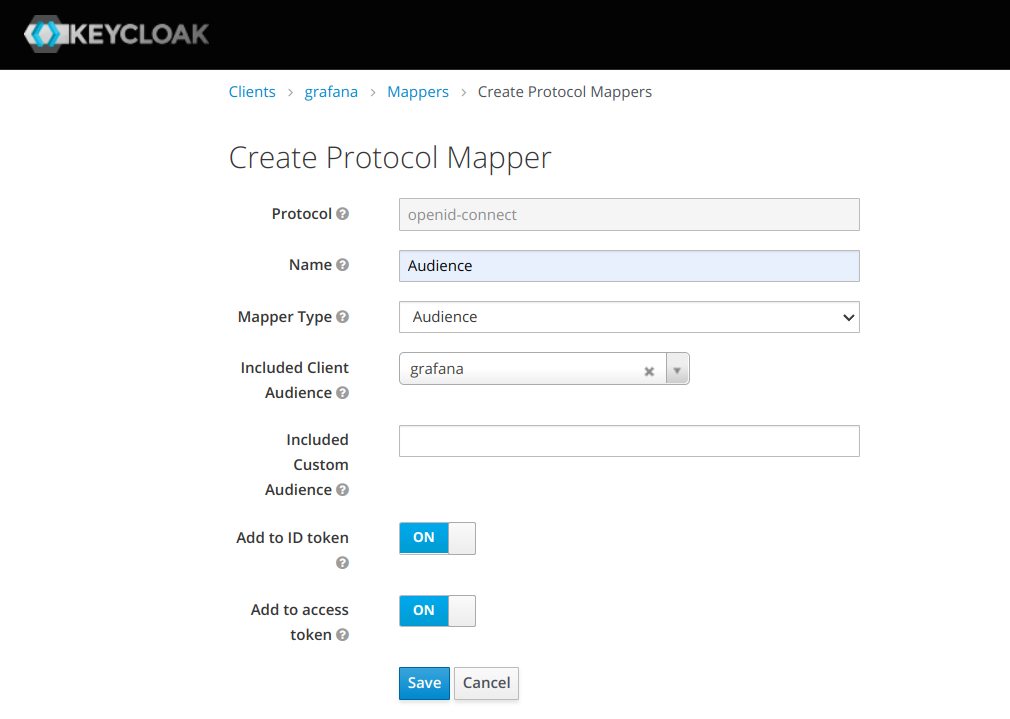 KEYCLOAK
Clients > grafana > Mappers > Create Protocol Mappers
Create Protocol Mapper
Protocol
openid-connect
Name
Audience
Mapper Type
Audience
Included Client
Audience
grafana
Included
Custom
Audience
Add to ID token
ON
Add to access
token
ON
Save
Cancel